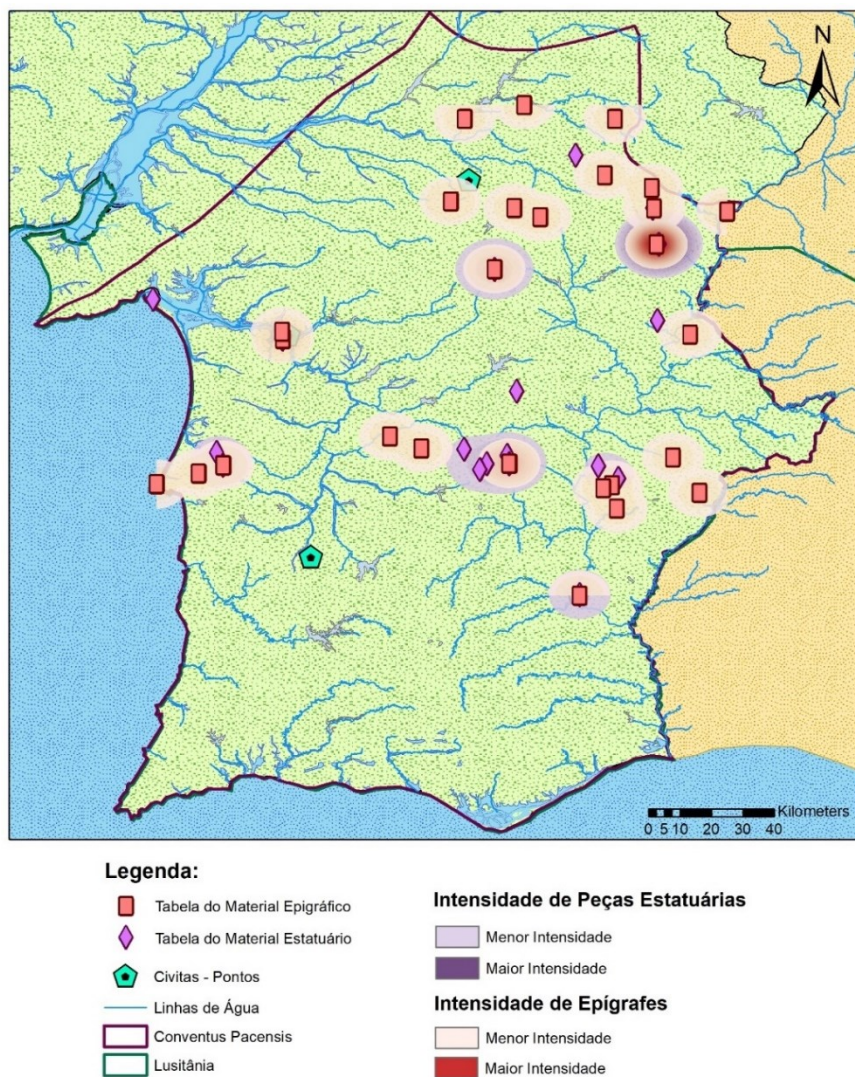 N
Kilometers
0 5 10 20 30 40
Legenda:
Tabela do Material Epigráfico
Tabela do Material Estatuário
Civitas - Pontos
Linhas de Água
Conventus Pacensis
Lusitânia
Intensidade de Peças Estatuárias
Menor Intensidade
Maior Intensidade
Intensidade de Epígrafes
Menor Intensidade
Maior Intensidade